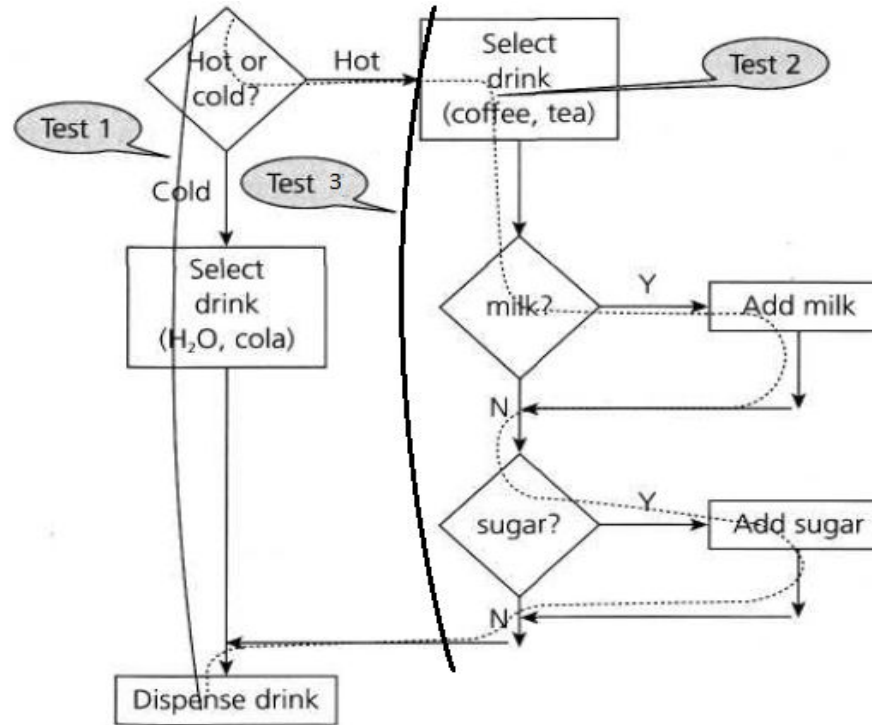 Hot or
cold?
Hot
Select
drink
(coffee, tea)
Test 2
Test 1
Cold
Test 3
Select
drink
(H₂O, cola)
milk?
Y
Add milk
N
sugar?
Y
Add sugar
N
Dispense drink